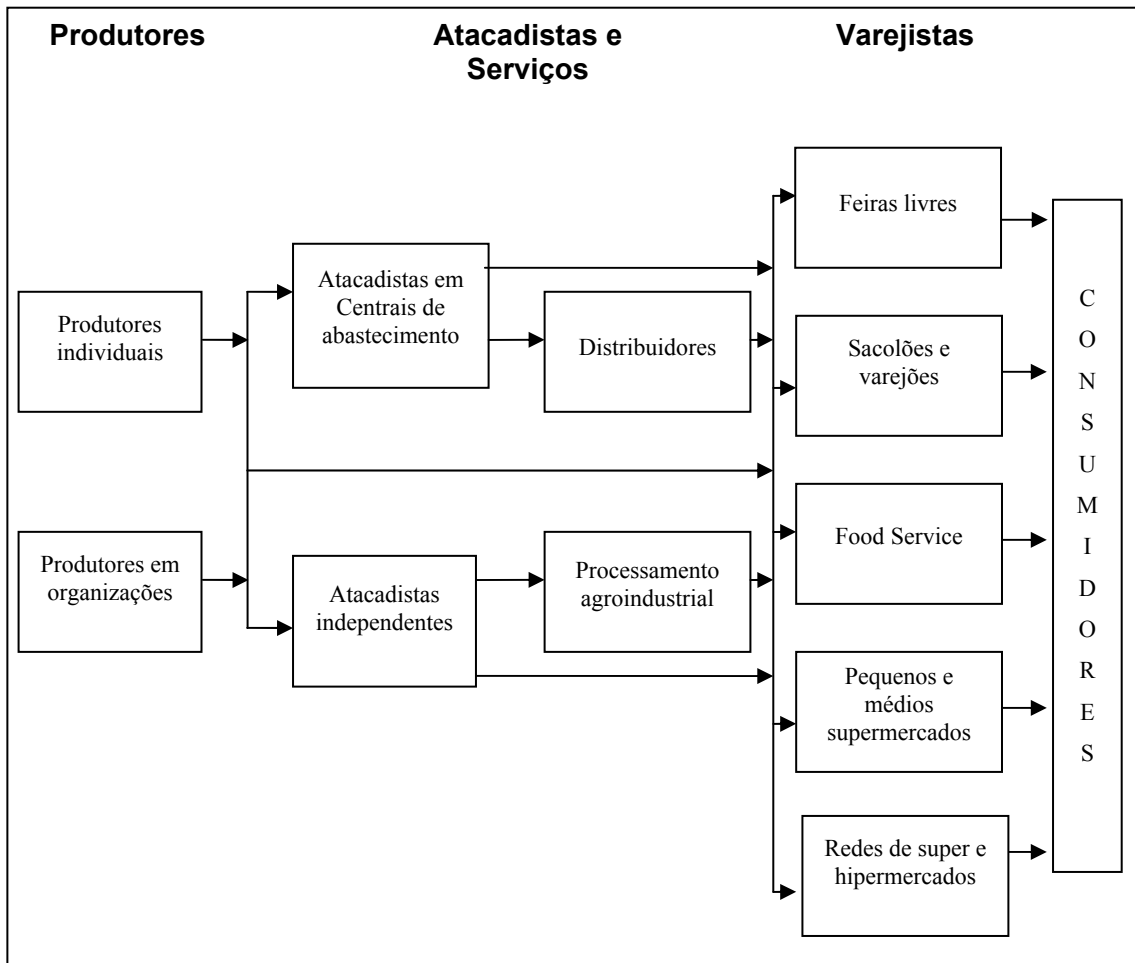 Produtores
Atacadistas e
Serviços
Varejistas
Produtores
individuais
Produtores em
organizações
Atacadistas em
Centrais de
abastecimento
Distribuidores
Atacadistas
independentes
Processamento
agroindustrial
Feiras livres
Sacolões e
varejões
Food Service
Pequenos e
médios
supermercados
Redes de super e
hipermercados
C
O
N
S
U
M
I
D
O
R
E
S